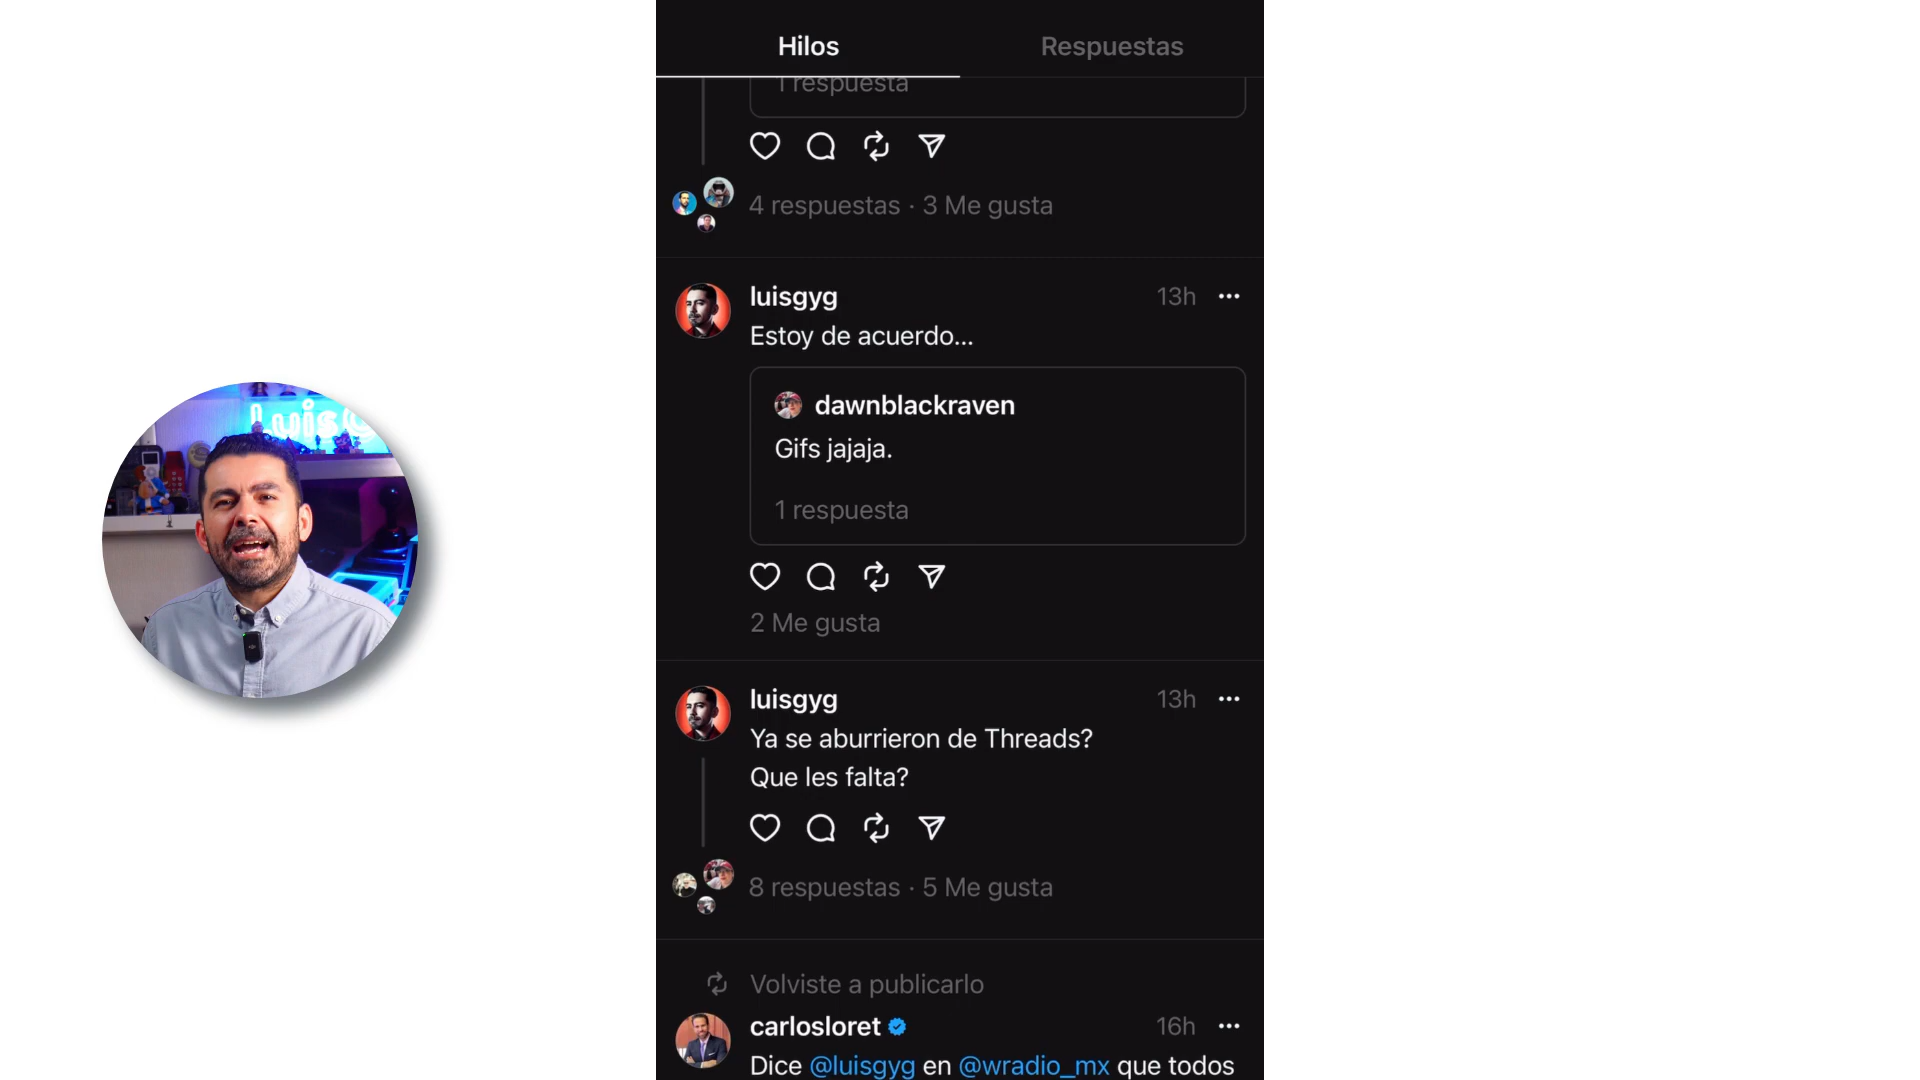 Hilos
Respuestas
1 respuesta
4 respuestas · 3 Me gusta
luisgyg
13h
Estoy de acuerdo...
dawnblackraven
Gifs jajaja.
1 respuesta
2 Me gusta
luisgyg
13h
Ya se aburrieron de Threads?
Que les falta?
8 respuestas · 5 Me gusta
Volviste a publicarlo
carlosloret
16h
Dice @luisgyg en @wradio_mx que todos
LuisG